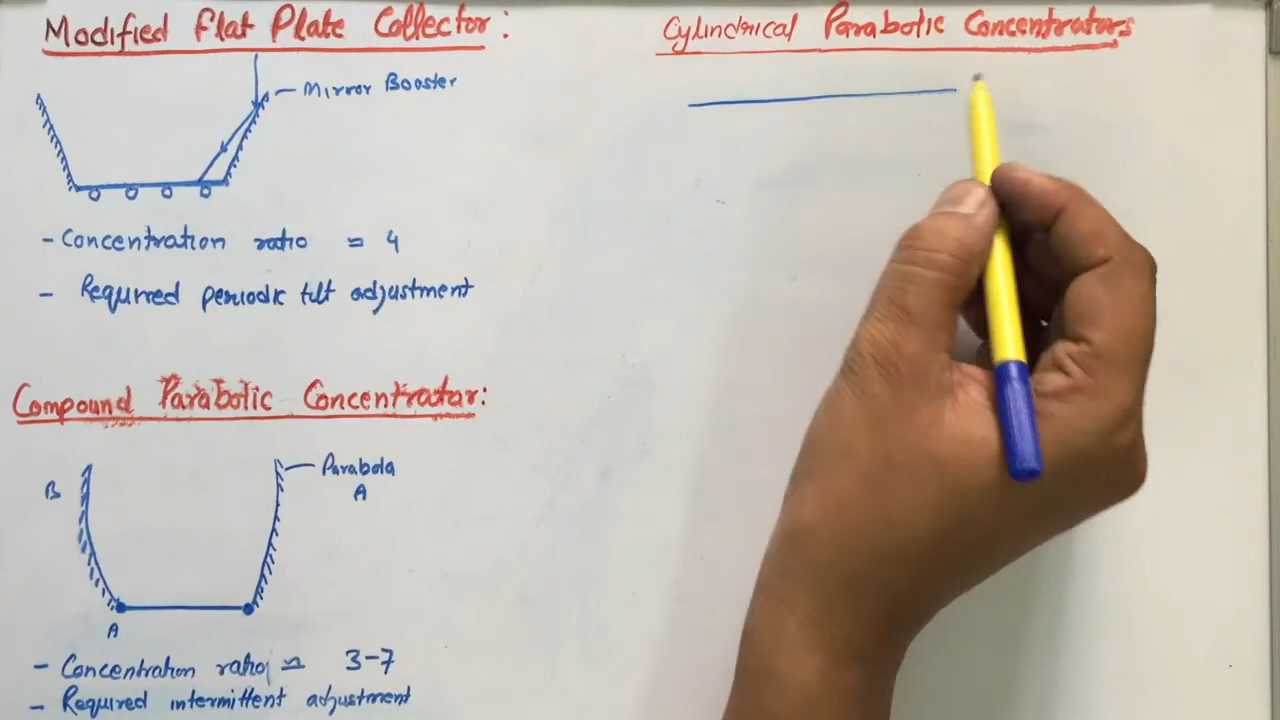 Modified Flat Plate Collector :
Mirror Booster
- Concentration ratio ≈ 4
- Required periodic tilt adjustment
Compound Parabolic Concentrator:
B
Parabola
A
A
- Concentration ratio ≈ 3-7
- Required intermittent adjustment
Cylindrical Parabolic Concentrators